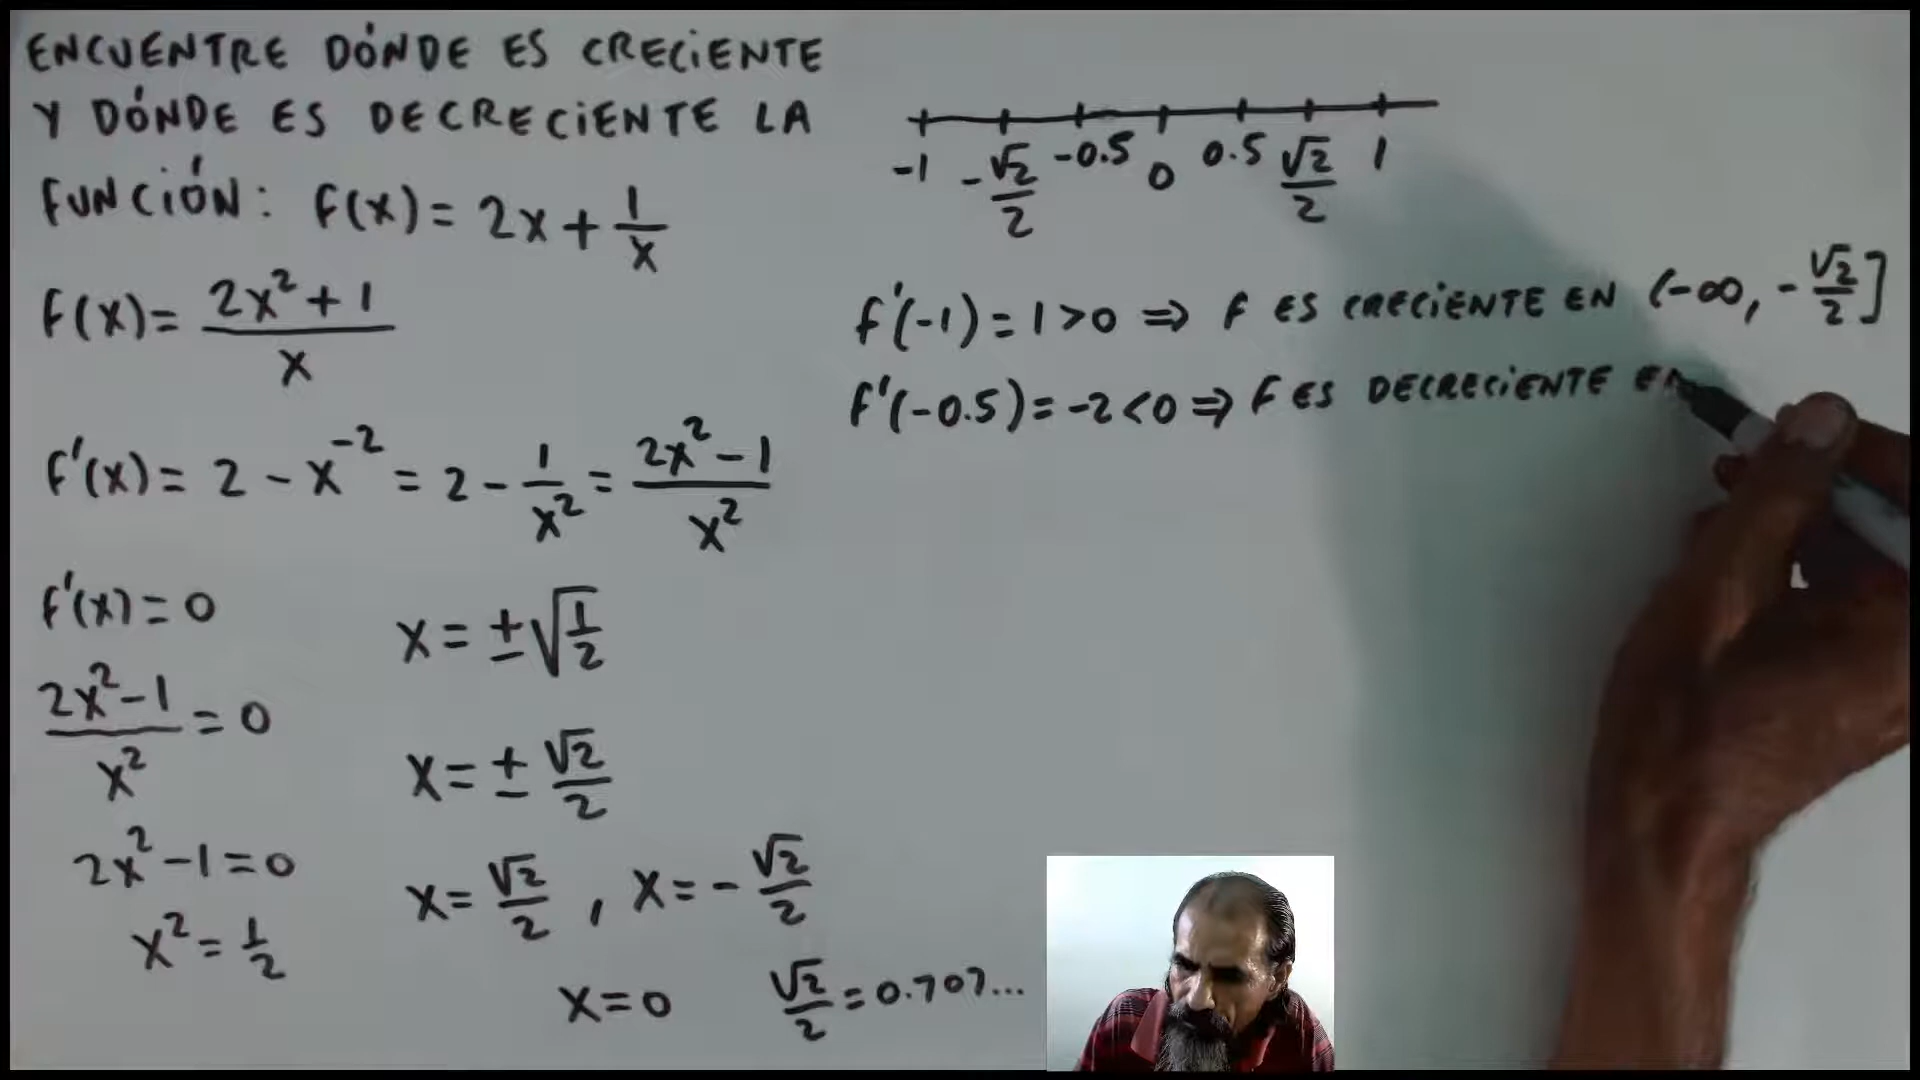 ENCUENTRE DÓNDE ES CRECIENTE
Y DÓNDE ES DECRECIENTE LA
FUNCIÓN: F(x) = 2x + 1/x
F(x) = (2x² + 1)/x
F'(x) = 2 - x⁻² = 2 - 1/x² = (2x² - 1)/x²
F'(x) = 0
(2x² - 1)/x² = 0
2x² - 1 = 0
x² = 1/2
x = ±√(1/2)
x = ± √2/2
x = √2/2 , x = - √2/2
x = 0
√2/2 = 0.707...
-1 -√2/2 -0.5 0 0.5 √2/2 1
F'(-1) = 1 > 0 ⇒ F ES CRECIENTE EN (-∞, -√2/2]
F'(-0.5) = -2 < 0 ⇒ F ES DECRECIENTE